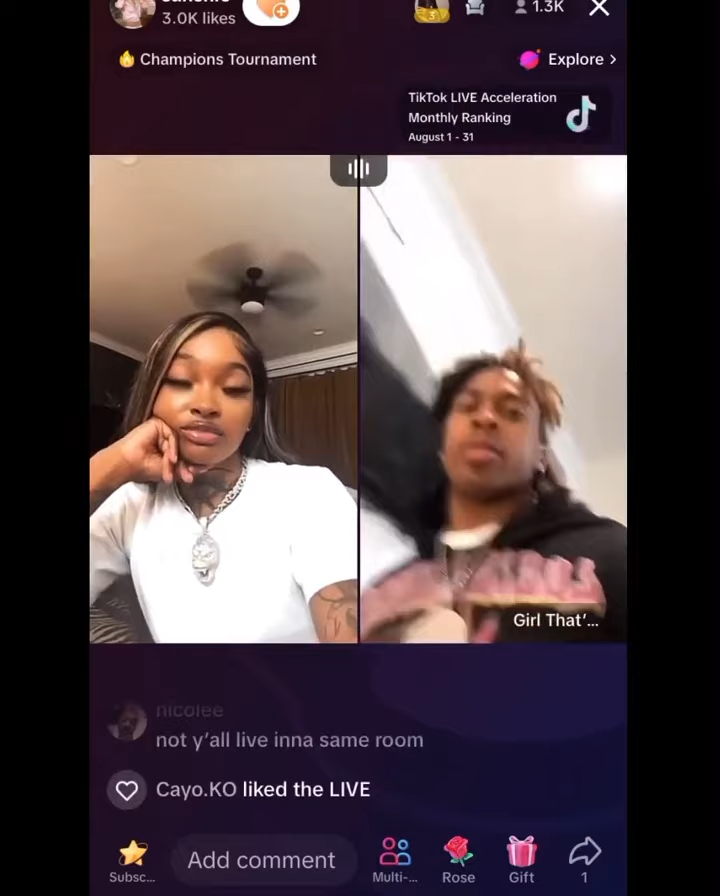 3.0K likes
3
1.3K
Champions Tournament
Explore >
TikTok LIVE Acceleration
Monthly Ranking
August 1 - 31
Girl That'...
nicolee
not y'all live inna same room
Cayo.KO liked the LIVE
Subsc...
Add comment
Multi-...
Rose
Gift
1